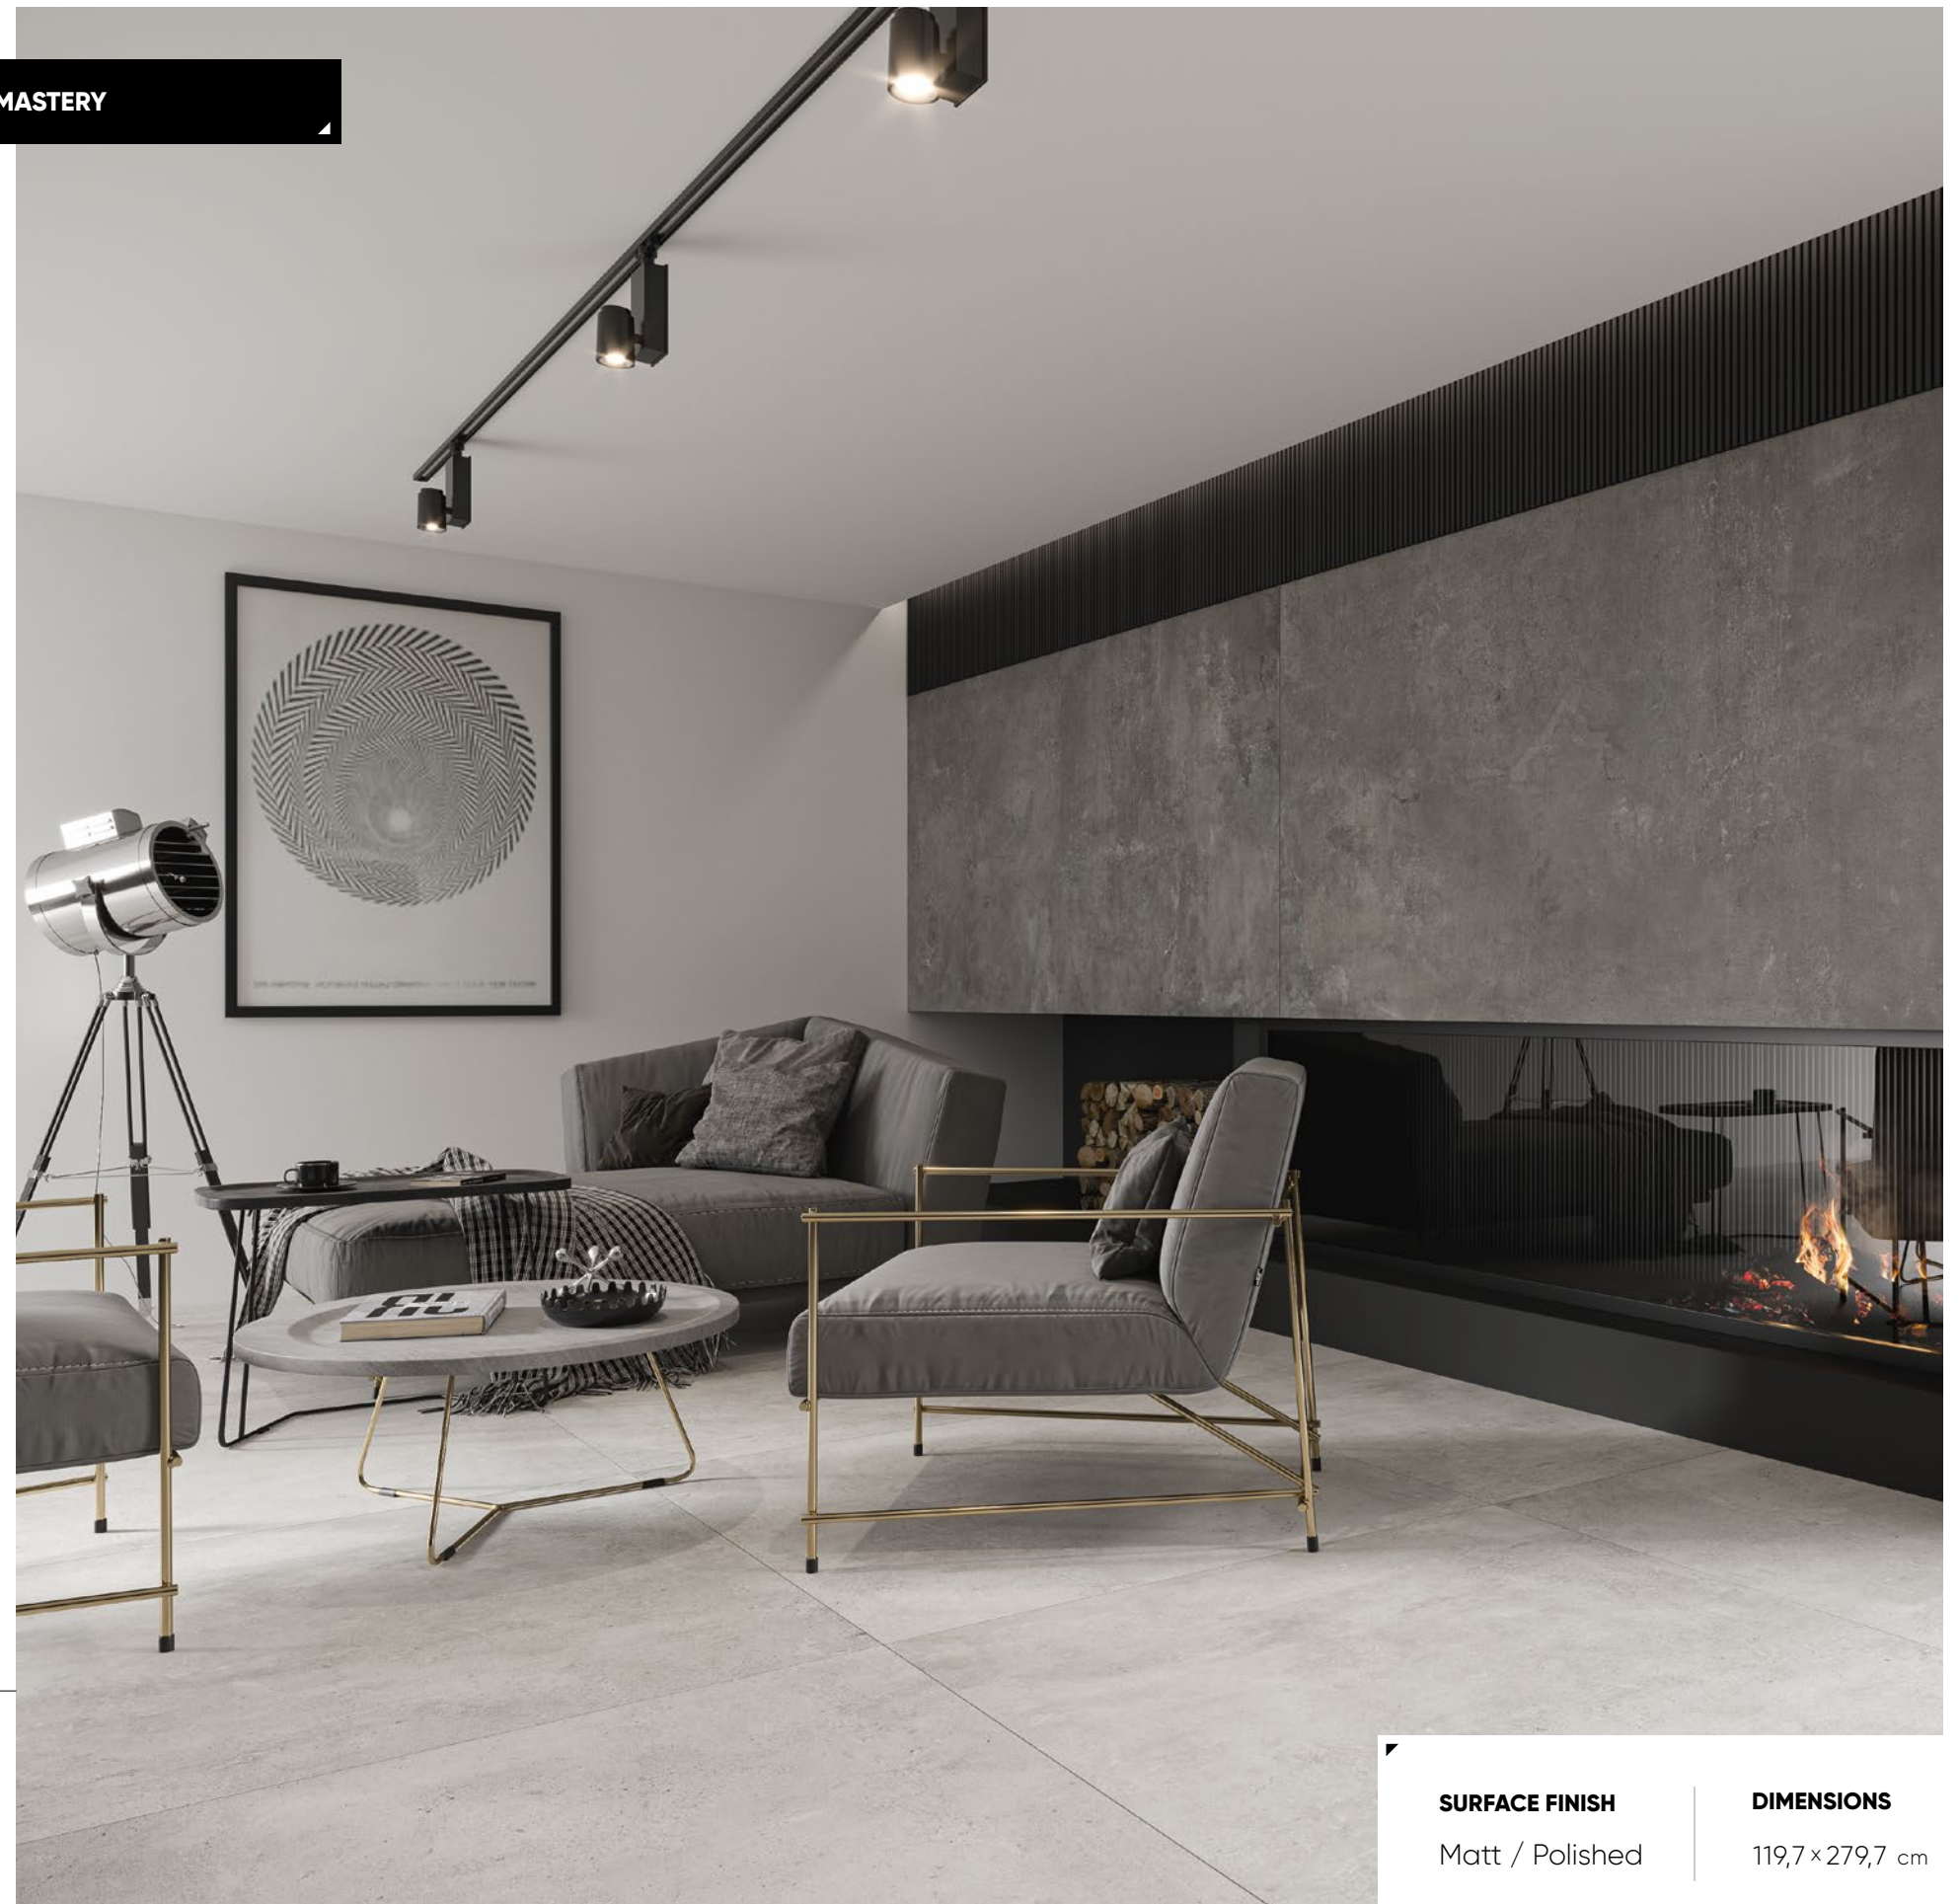 MASTERY
SURFACE FINISH
Matt / Polished
DIMENSIONS
119,7 × 279,7 cm